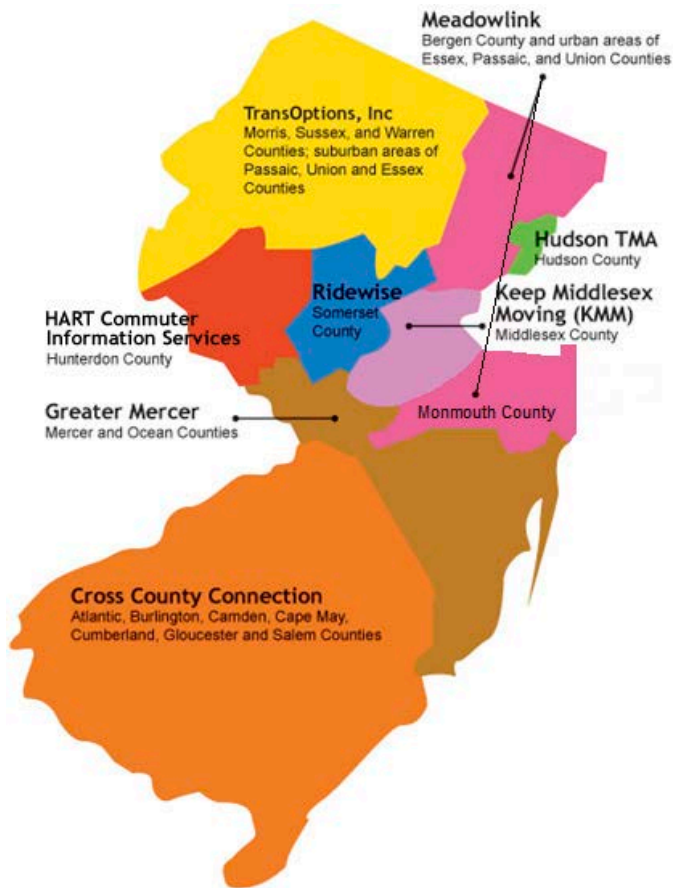 Meadowlink
Bergen County and urban areas of
Essex, Passaic, and Union Counties
TransOptions, Inc
Morris, Sussex, and Warren
Counties; suburban areas of
Passaic, Union and Essex
Counties
Hudson TMA
Hudson County
Ridewise
Somerset
County
Keep Middlesex
Moving (KMM)
Middlesex County
HART Commuter
Information Services
Hunterdon County
Greater Mercer
Mercer and Ocean Counties
Monmouth County
Cross County Connection
Atlantic, Burlington, Camden, Cape May,
Cumberland, Gloucester and Salem Counties